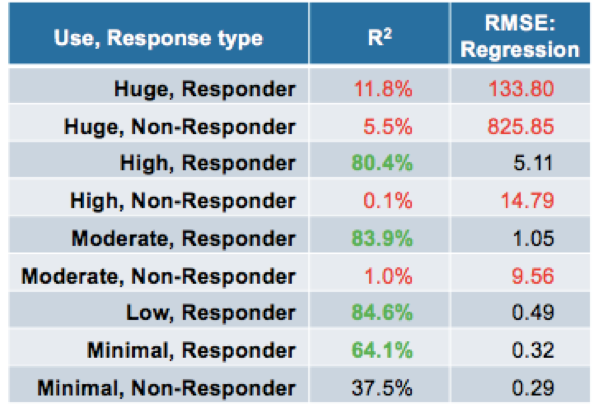 Use, Response type R² RMSE: Regression
Huge, Responder 11.8% 133.80
Huge, Non-Responder 5.5% 825.85
High, Responder 80.4% 5.11
High, Non-Responder 0.1% 14.79
Moderate, Responder 83.9% 1.05
Moderate, Non-Responder 1.0% 9.56
Low, Responder 84.6% 0.49
Minimal, Responder 64.1% 0.32
Minimal, Non-Responder 37.5% 0.29